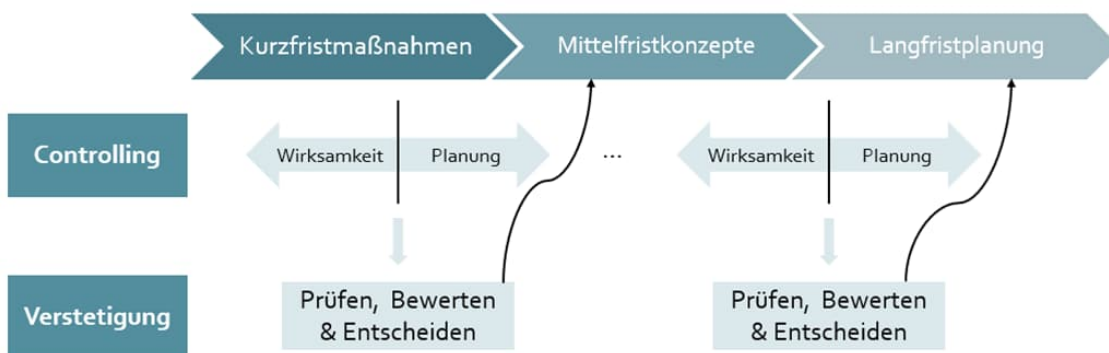 Kurzfristmaßnahmen
Mittelfristkonzepte
Langfristplanung
Controlling
Wirksamkeit
Planung
...
Wirksamkeit
Planung
Verstetigung
Prüfen, Bewerten
& Entscheiden
Prüfen, Bewerten
& Entscheiden